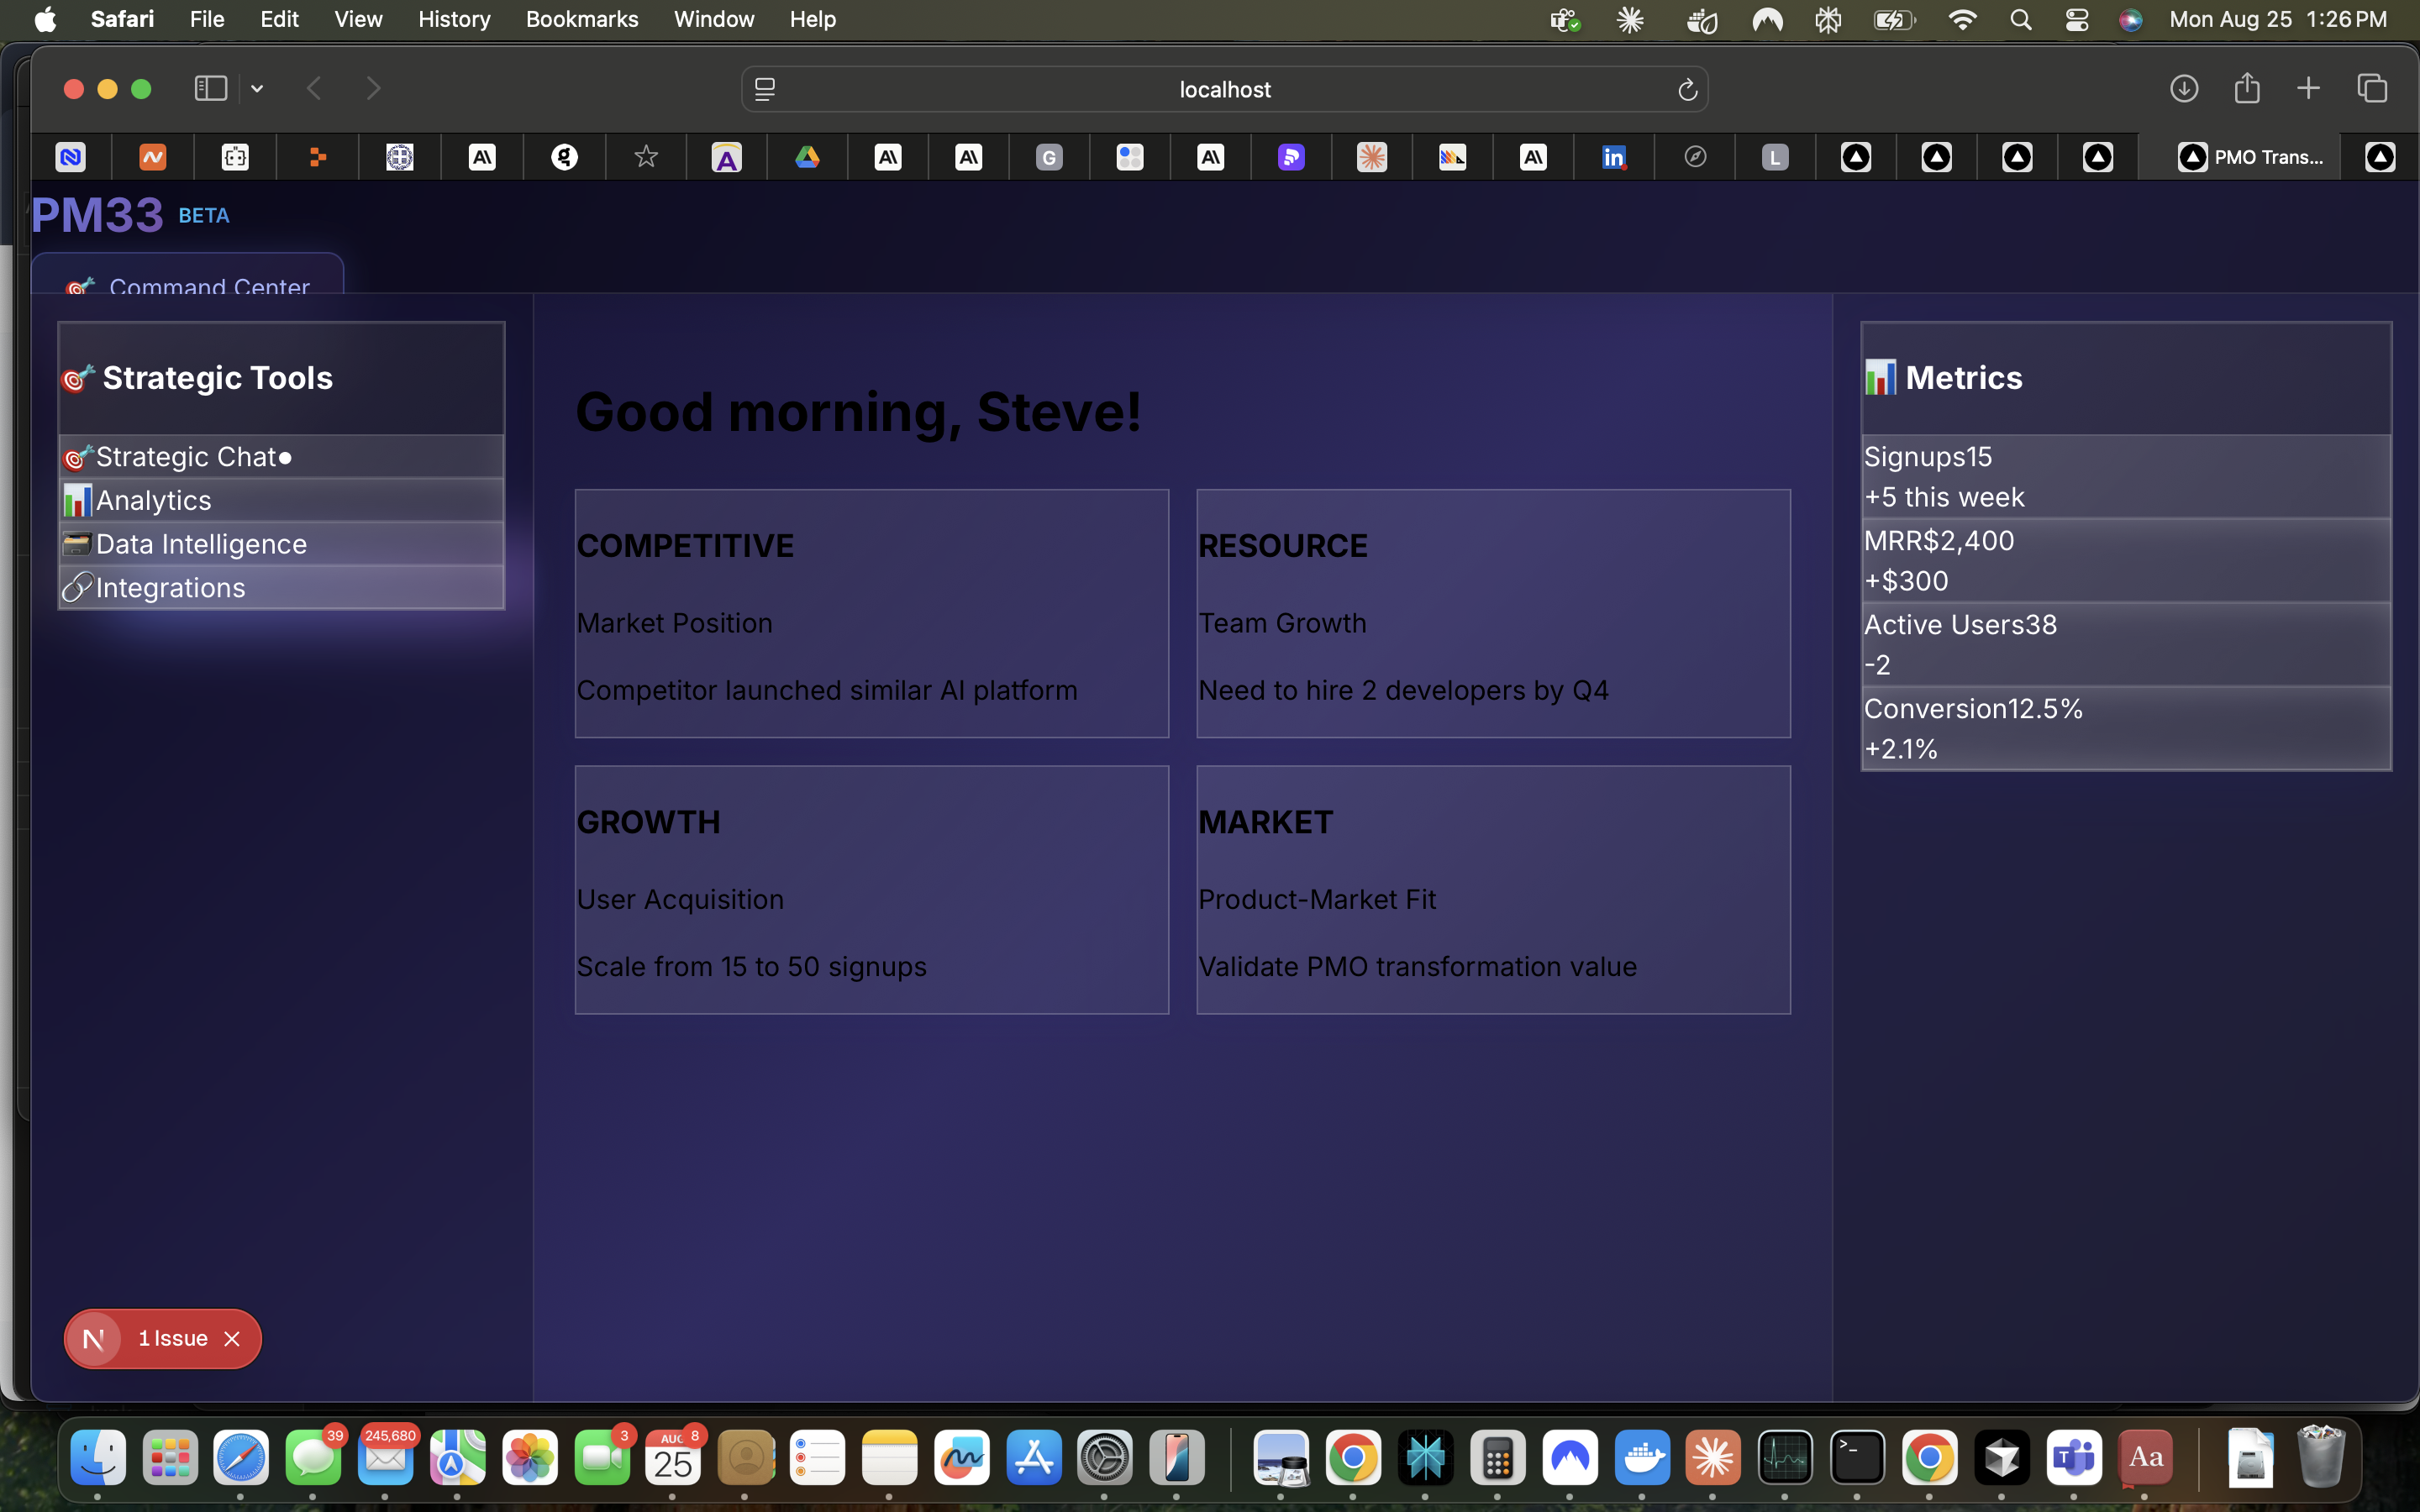 Safari File Edit View History Bookmarks Window Help Mon Aug 25 1:26 PM
localhost
G L in PMO Trans...
PM33 BETA
Command Center
Strategic Tools
Strategic Chat
Analytics
Data Intelligence
Integrations
Good morning, Steve!
COMPETITIVE
Market Position
Competitor launched similar AI platform
RESOURCE
Team Growth
Need to hire 2 developers by Q4
GROWTH
User Acquisition
Scale from 15 to 50 signups
MARKET
Product-Market Fit
Validate PMO transformation value
Metrics
Signups15
+5 this week
MRR$2,400
+$300
Active Users38
-2
Conversion12.5%
+2.1%
N 1 Issue
39 245,680 3 AUG 8
25
Aa